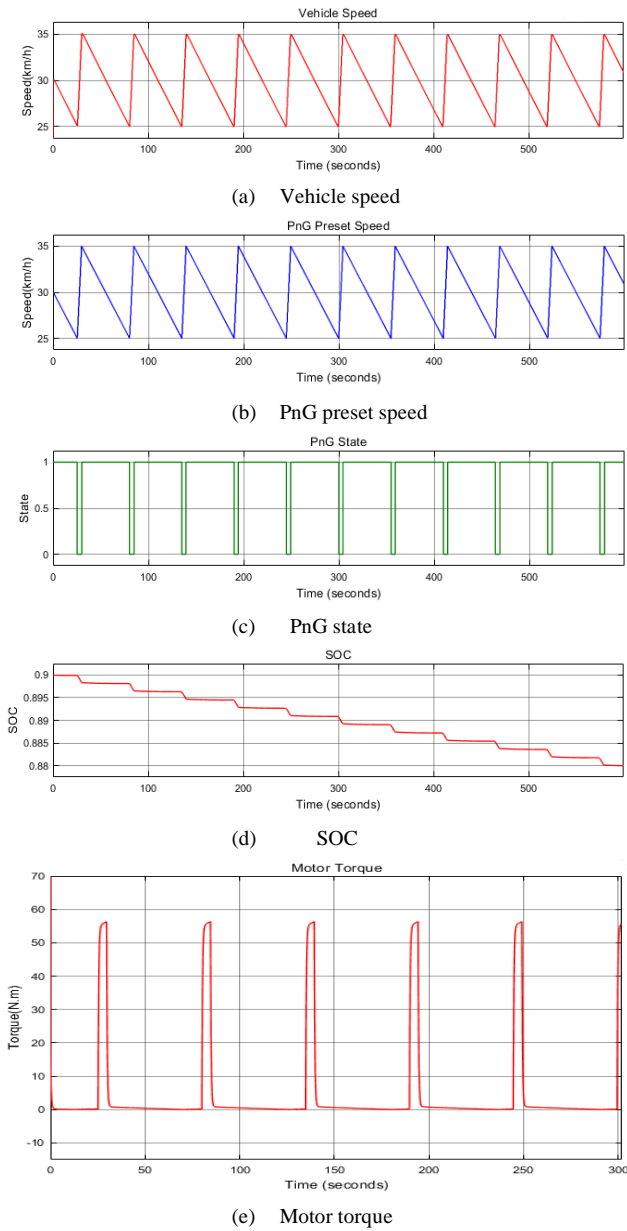 Vehicle Speed
35
30
25
Speed(km/h)
0 100 200 300 400 500
Time (seconds)
(a) Vehicle speed
PnG Preset Speed
35
30
25
Speed(km/h)
0 100 200 300 400 500
Time (seconds)
(b) PnG preset speed
PnG State
1
0.5
0
State
0 100 200 300 400 500
Time (seconds)
(c) PnG state
SOC
0.9
0.895
0.89
0.885
0.88
SOC
0 100 200 300 400 500
Time (seconds)
(d) SOC
Motor Torque
70
60
50
40
30
20
10
0
-10
Torque(N.m)
0 50 100 150 200 250 300
Time (seconds)
(e) Motor torque